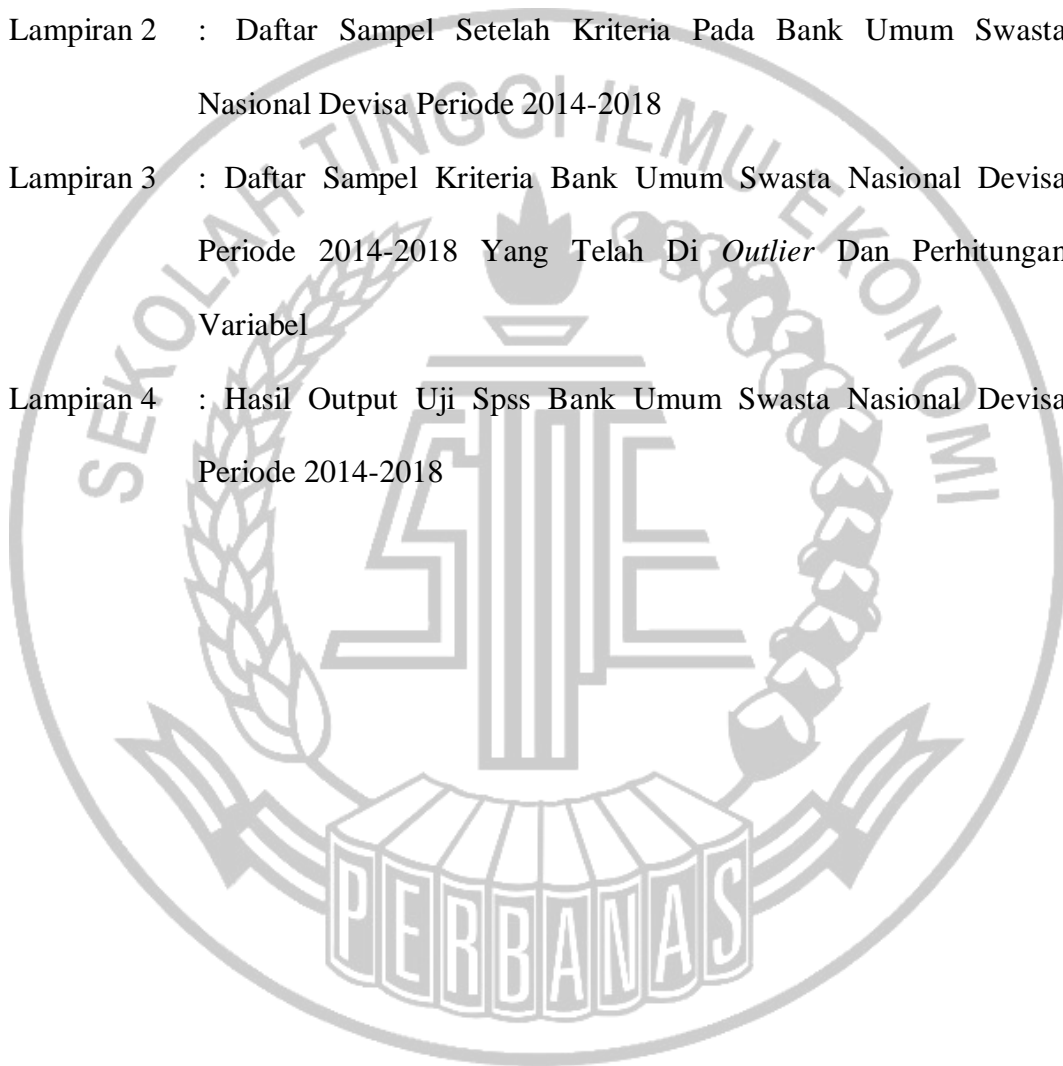 Lampiran 2 : Daftar Sampel Setelah Kriteria Pada Bank Umum Swasta
Nasional Devisa Periode 2014-2018
Lampiran 3 : Daftar Sampel Kriteria Bank Umum Swasta Nasional Devisa
Periode 2014-2018 Yang Telah Di Outlier Dan Perhitungan
Variabel
Lampiran 4 : Hasil Output Uji Spss Bank Umum Swasta Nasional Devisa
Periode 2014-2018
SEKOLAH TINGGI ILMU EKONOMI
STIE
PERBANAS